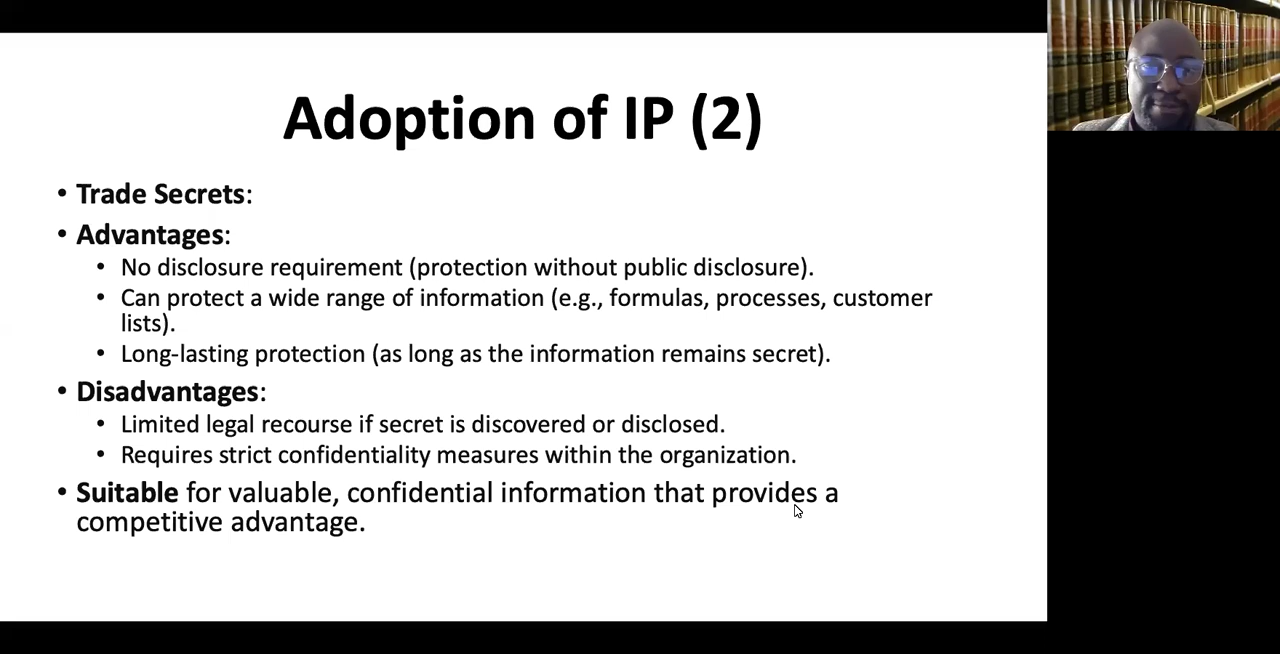 Adoption of IP (2)
• Trade Secrets:
• Advantages:
• No disclosure requirement (protection without public disclosure).
• Can protect a wide range of information (e.g., formulas, processes, customer
lists).
• Long-lasting protection (as long as the information remains secret).
• Disadvantages:
• Limited legal recourse if secret is discovered or disclosed.
• Requires strict confidentiality measures within the organization.
• Suitable for valuable, confidential information that provides a
competitive advantage.